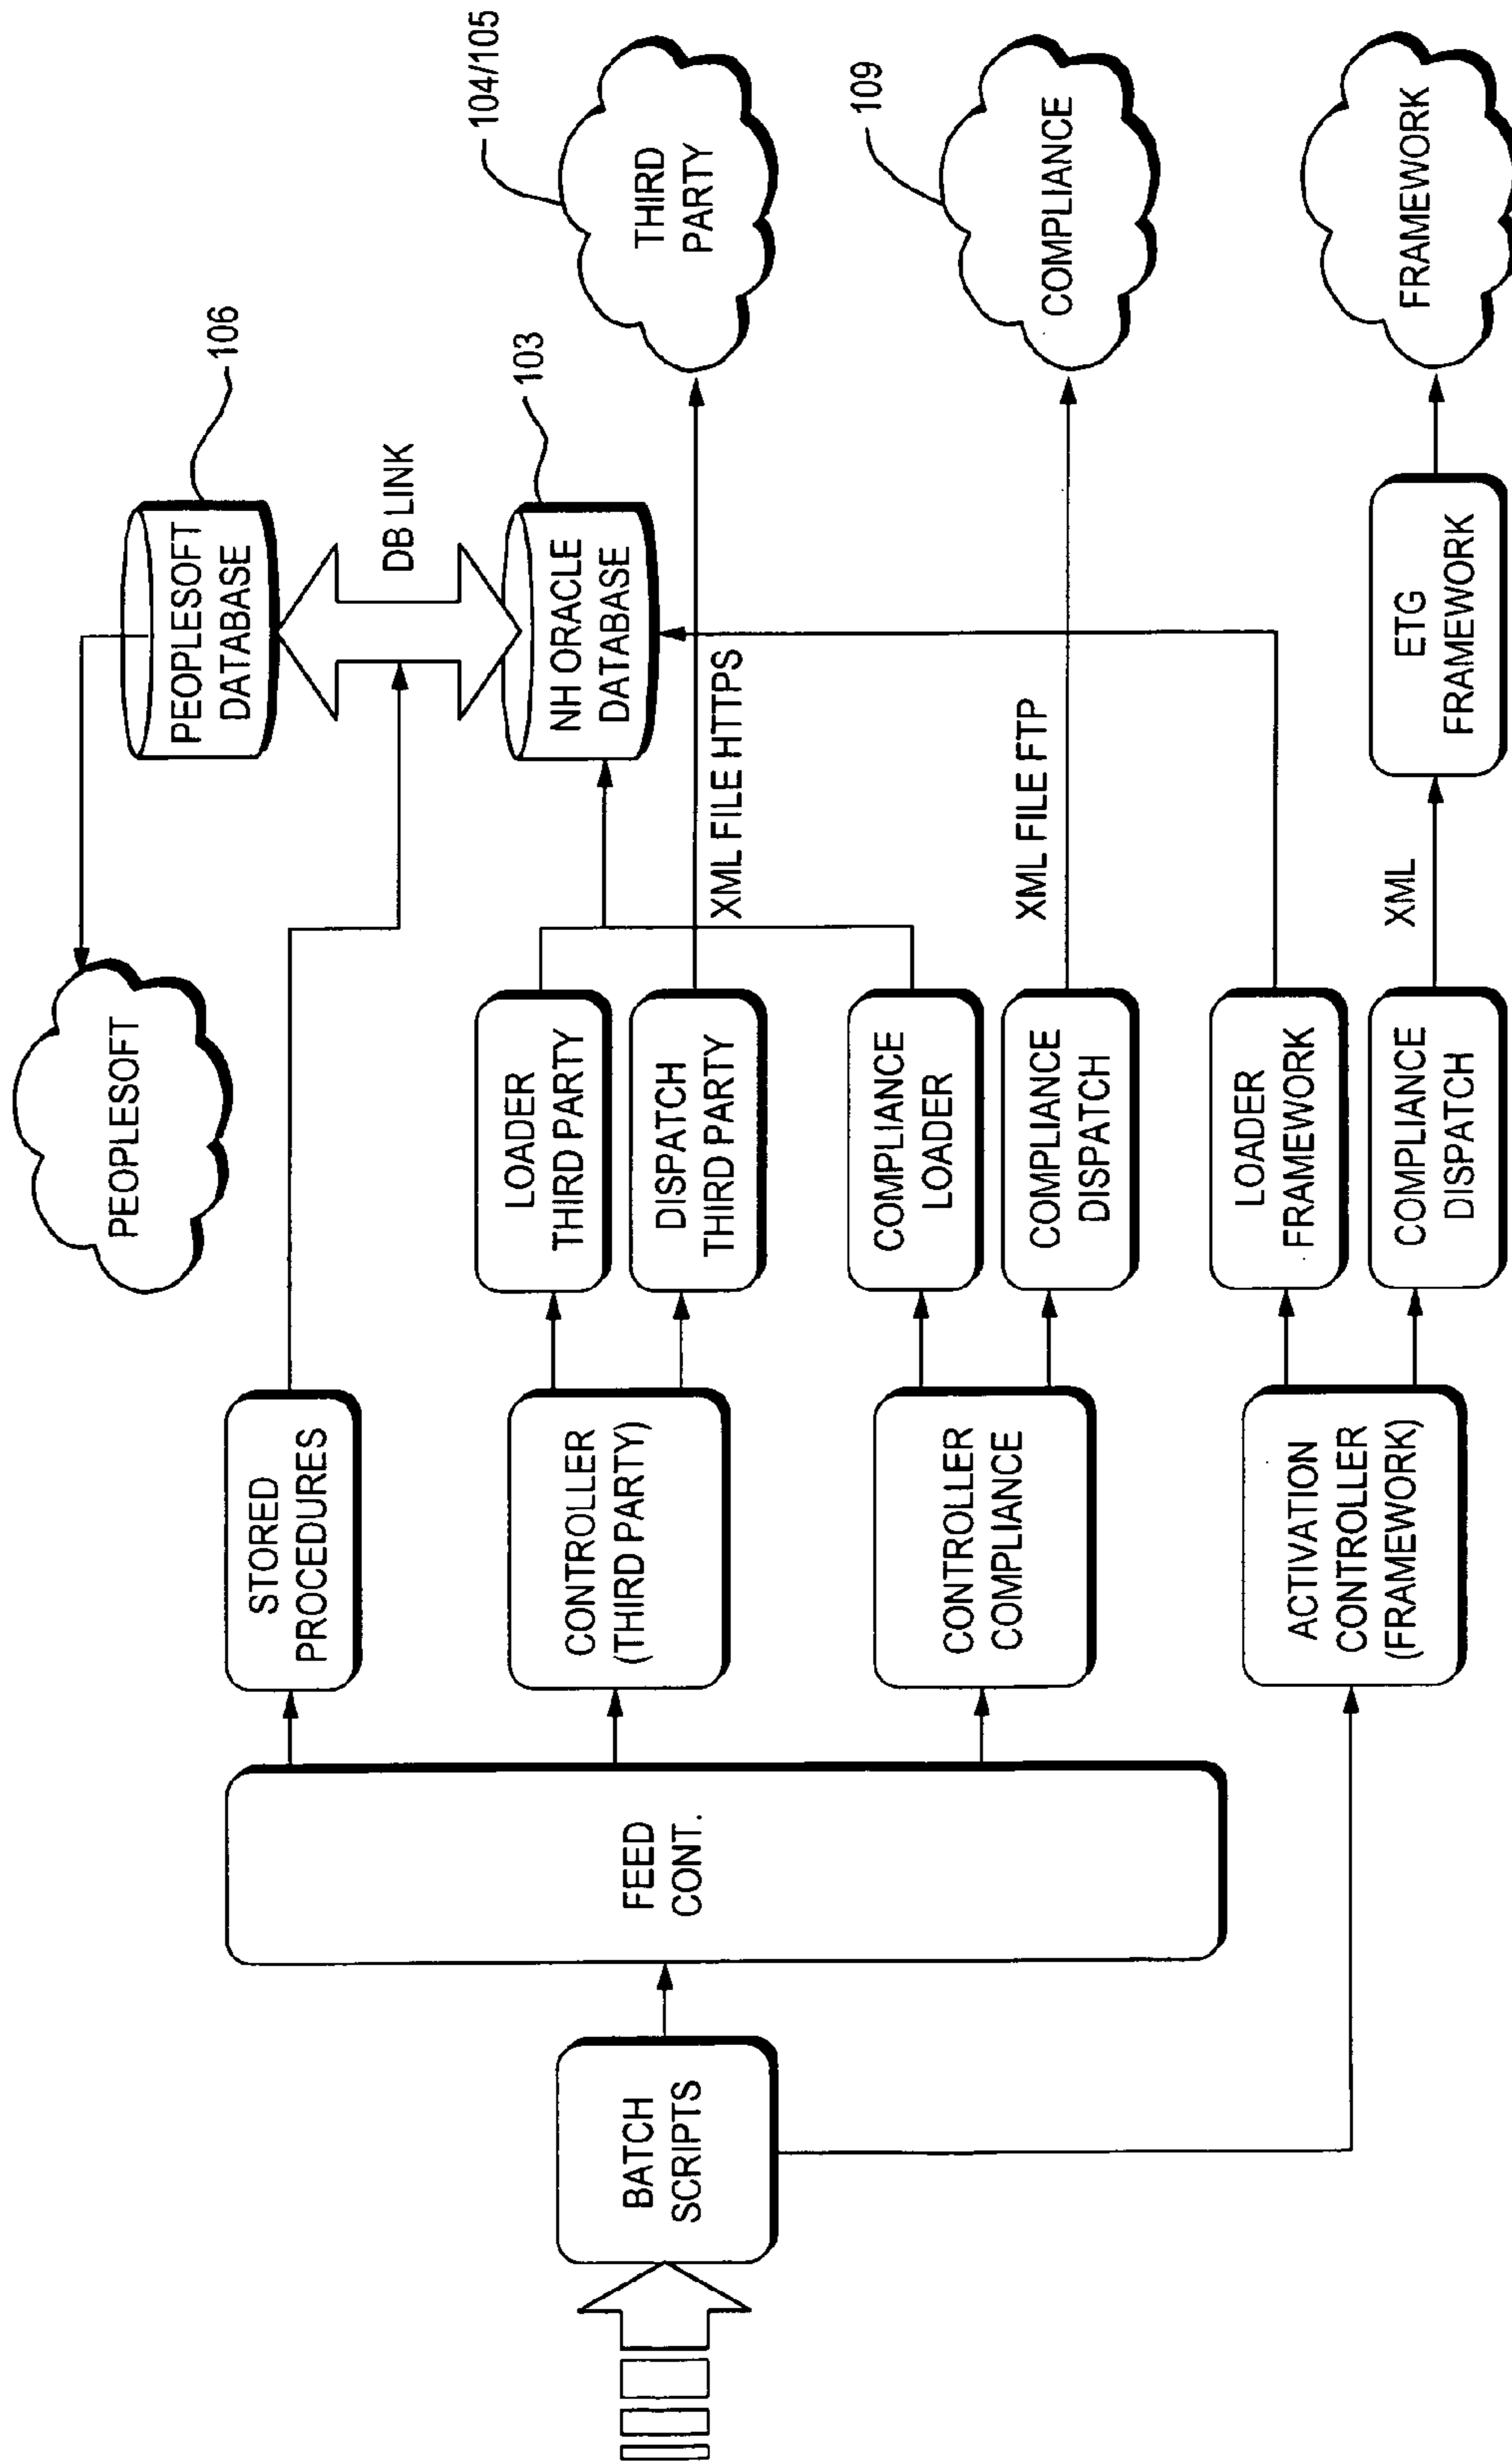 PEOPLESOFT
PEOPLESOFT
DATABASE
106
DB LINK
NH ORACLE
DATABASE
103
THIRD
PARTY
104/105
COMPLIANCE
109
FRAMEWORK
BATCH
SCRIPTS
FEED
CONT.
STORED
PROCEDURES
CONTROLLER
(THIRD PARTY)
CONTROLLER
COMPLIANCE
ACTIVATION
CONTROLLER
(FRAMEWORK)
LOADER
THIRD PARTY
DISPATCH
THIRD PARTY
COMPLIANCE
LOADER
COMPLIANCE
DISPATCH
LOADER
FRAMEWORK
COMPLIANCE
DISPATCH
XML FILE HTTPS
XML FILE FTP
XML
ETG
FRAMEWORK